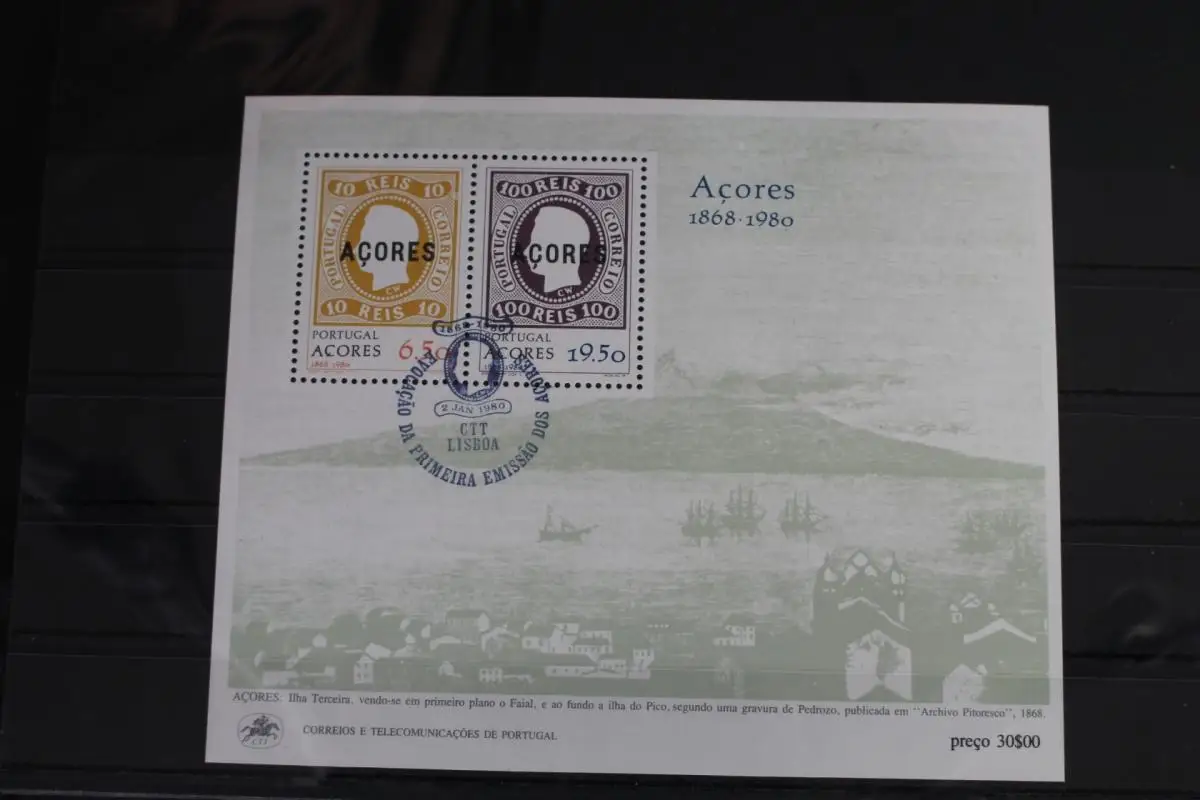 Açores
1868·1980
10 REIS 10
PORTUGAL
CORREIO
AÇORES
CW
10 REIS 10
PORTUGAL
AÇORES 6.50
1868-1980
100 REIS 100
PORTUGAL
CORREIO
AÇORES
CW
100 REIS 100
PORTUGAL
AÇORES 19.50
1868-1980
2 JAN 1980
CTT
LISBOA
EVOCAÇÃO DA PRIMEIRA EMISSÃO DOS AÇORES
AÇORES: Ilha Terceira, vendo-se em primeiro plano o Faial, e ao fundo a ilha do Pico, segundo uma gravura de Pedrozo, publicada em "Archivo Pitoresco", 1868.
CTT
CORREIOS E TELECOMUNICAÇÕES DE PORTUGAL
preço 30$00